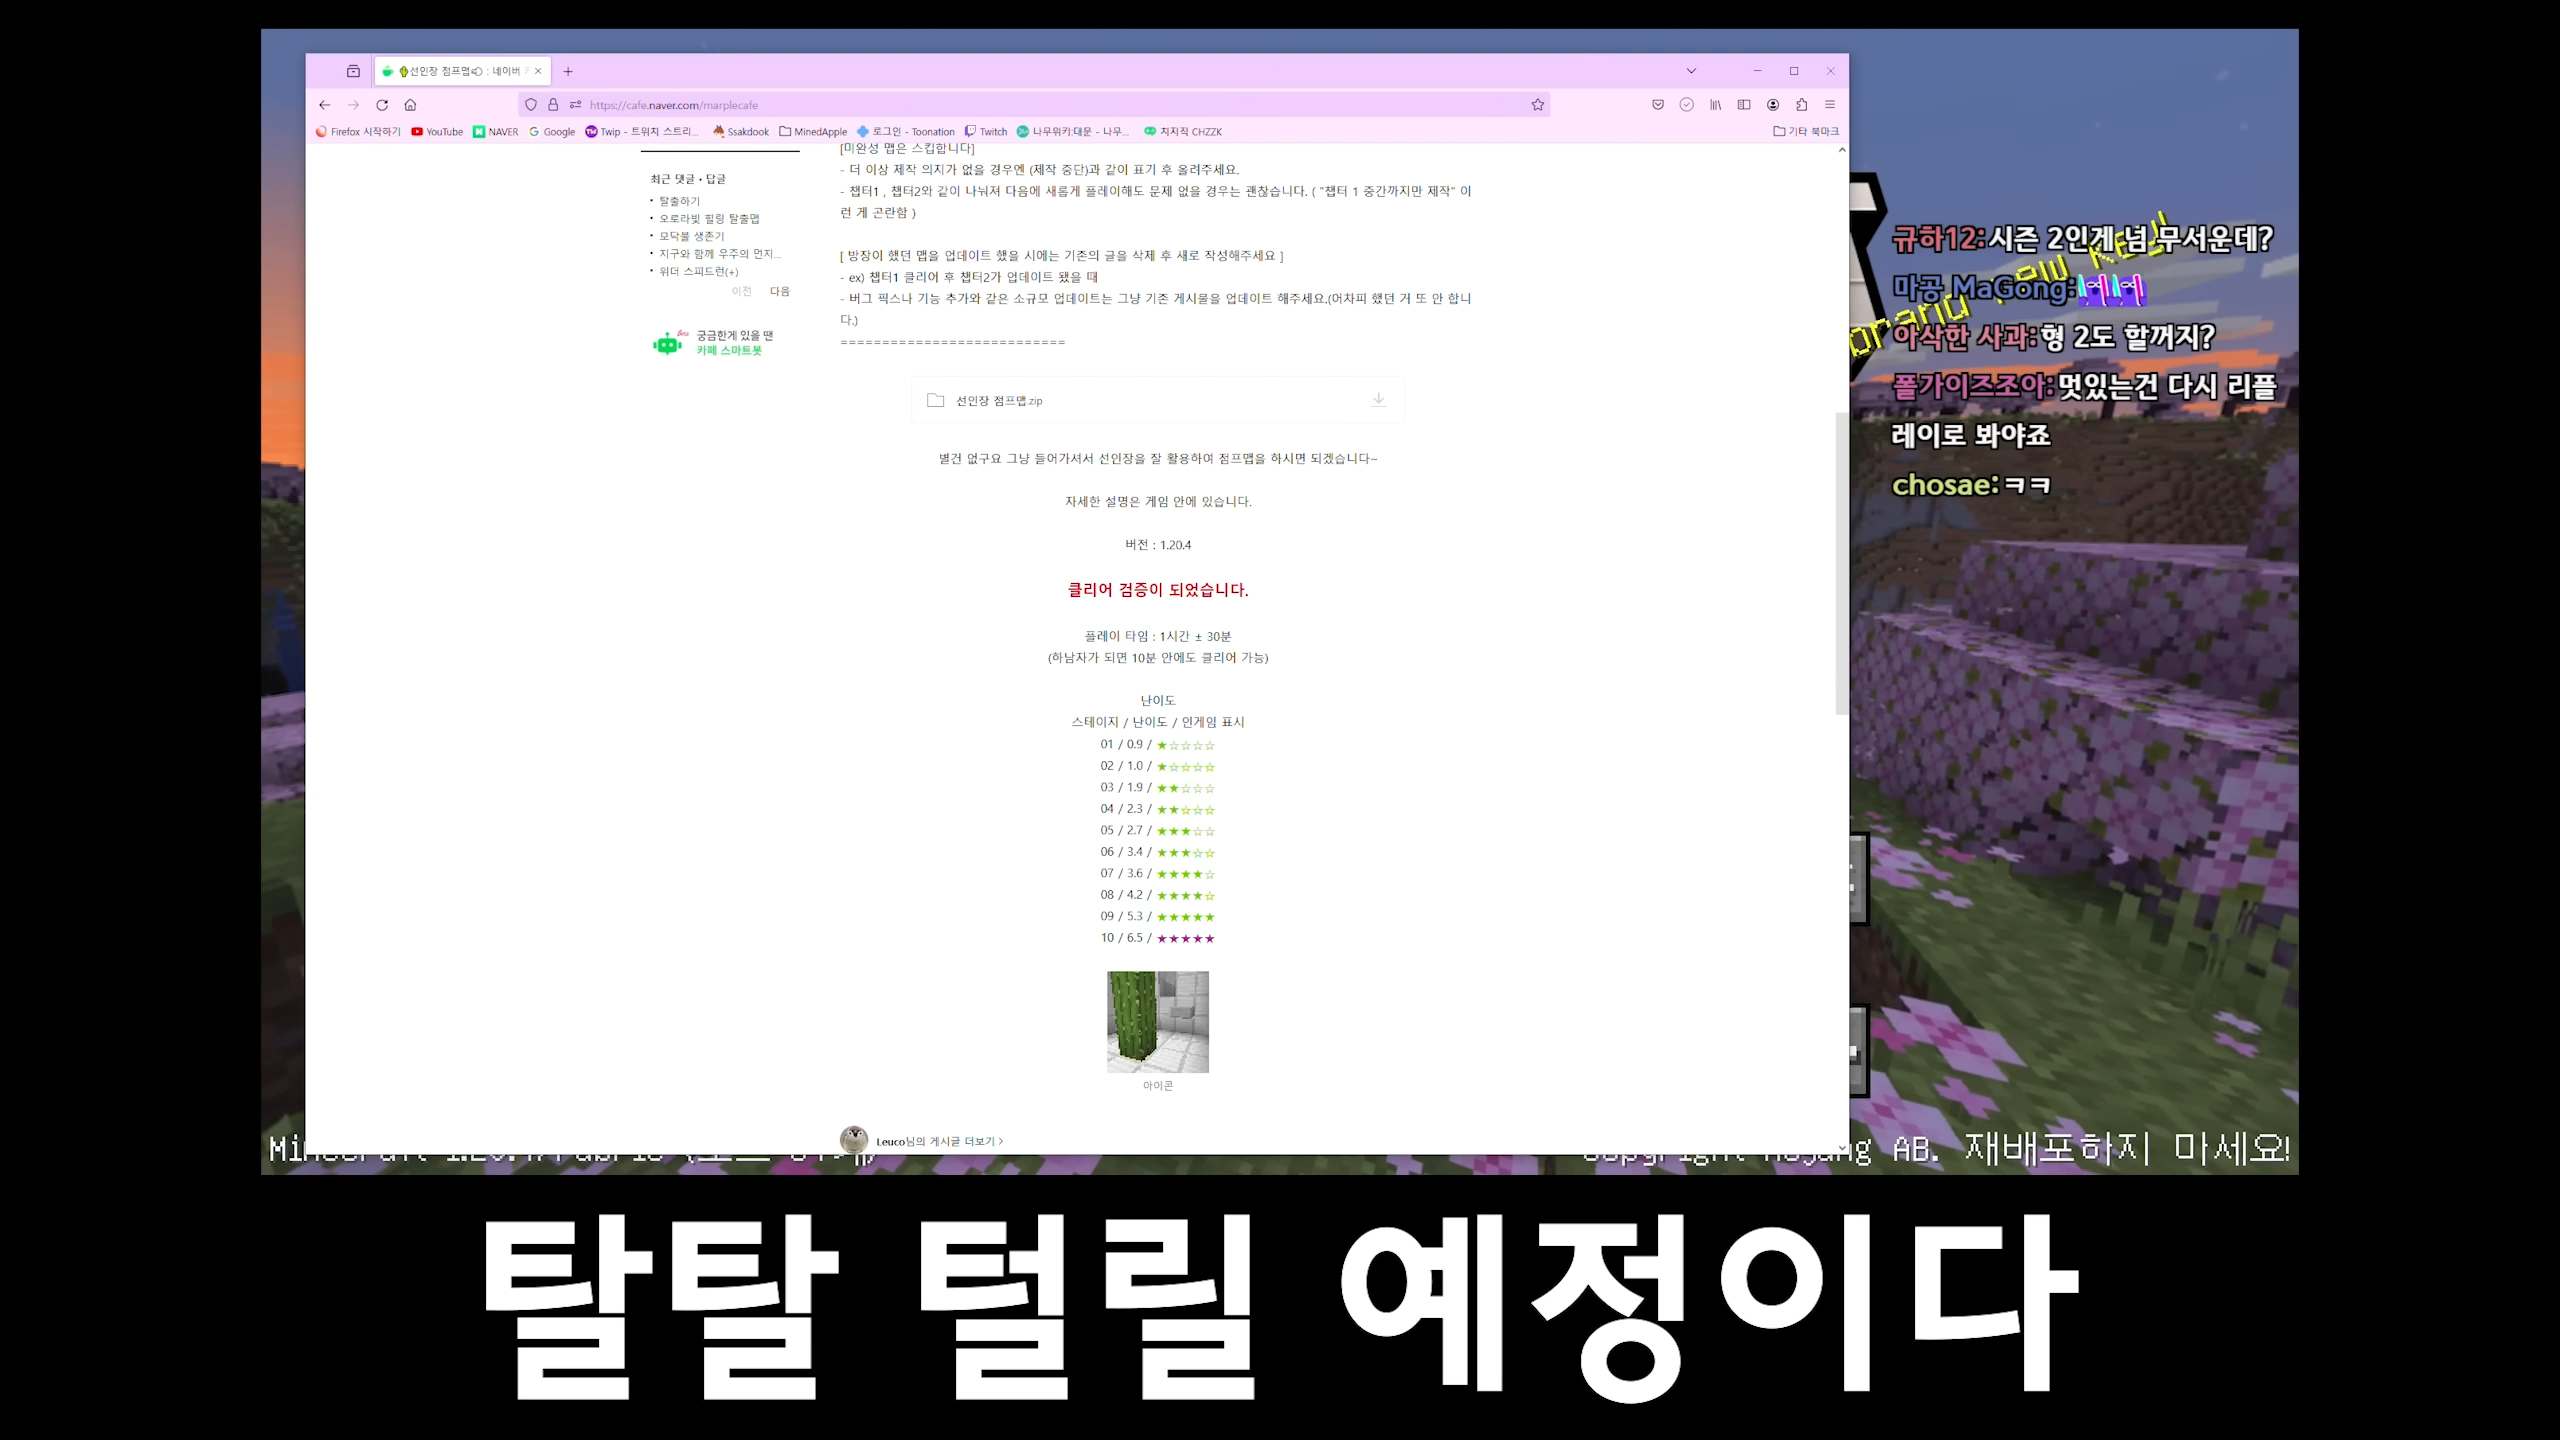 선인장 점프맵 : 네이버
https://cafe.naver.com/marplecafe
Firefox 시작하기 YouTube NAVER Google Twip - 트위치 스트리... Ssakdook MinedApple 로그인 - Toonation Twitch 나무위키:대문 - 나무... 치지직 CHZZK 기타 북마크
최근 댓글・답글
탈출하기
오로라빛 힐링 탈출맵
모닥불 생존기
지구와 함께 우주의 먼지...
위더 스피드런(+)
이전 다음
Beta
궁금한게 있을 땐
카페 스마트봇
[미완성 맵은 스킵합니다]
- 더 이상 제작 의지가 없을 경우엔 (제작 중단)과 같이 표기 후 올려주세요.
- 챕터1 , 챕터2와 같이 나눠져 다음에 새롭게 플레이해도 문제 없을 경우는 괜찮습니다. ( "챕터 1 중간까지만 제작" 이
런 게 곤란함 )
[ 방장이 했던 맵을 업데이트 했을 시에는 기존의 글을 삭제 후 새로 작성해주세요 ]
- ex) 챕터1 클리어 후 챕터2가 업데이트 됐을 때
- 버그 픽스나 기능 추가와 같은 소규모 업데이트는 그냥 기존 게시물을 업데이트 해주세요.(어차피 했던 거 또 안 합니
다.)
===========================
선인장 점프맵.zip
별건 없구요 그냥 들어가셔서 선인장을 잘 활용하여 점프맵을 하시면 되겠습니다~
자세한 설명은 게임 안에 있습니다.
버전 : 1.20.4
클리어 검증이 되었습니다.
플레이 타임 : 1시간 ± 30분
(하남자가 되면 10분 안에도 클리어 가능)
난이도
스테이지 / 난이도 / 인게임 표시
01 / 0.9 / ★☆☆☆☆
02 / 1.0 / ★☆☆☆☆
03 / 1.9 / ★★☆☆☆
04 / 2.3 / ★★☆☆☆
05 / 2.7 / ★★★☆☆
06 / 3.4 / ★★★☆☆
07 / 3.6 / ★★★★☆
08 / 4.2 / ★★★★☆
09 / 5.3 / ★★★★★
10 / 6.5 / ★★★★★
아이콘
Leuco님의 게시글 더보기 >
규하12: 시즌 2인게 넘 무서운데?
마공 MaGong:
아삭한 사과: 형 2도 할꺼지?
폴가이즈조아: 멋있는건 다시 리플
레이로 봐야죠
chosae: ㅋㅋ
AB. 재배포하지 마세요!
탈탈 털릴 예정이다